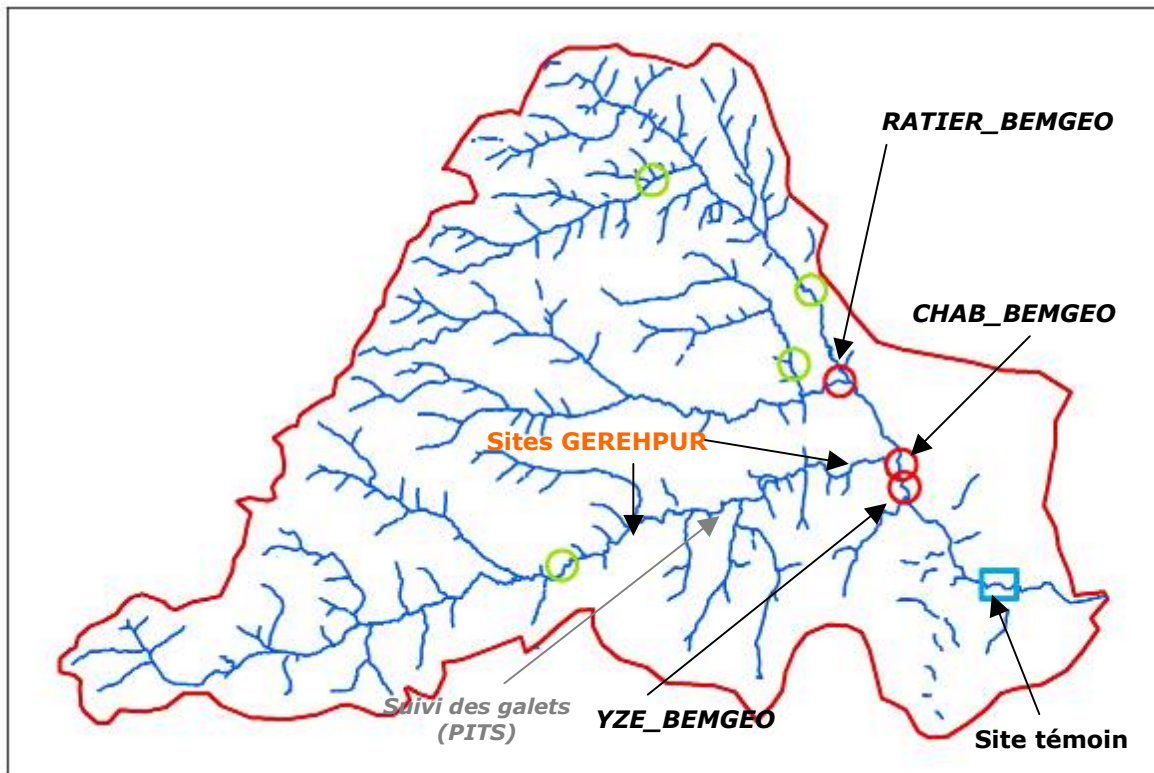 RATIER_BEMGEO
CHAB_BEMGEO
Sites GEREHPUR
Suivi des galets
(PITS)
YZE_BEMGEO
Site témoin